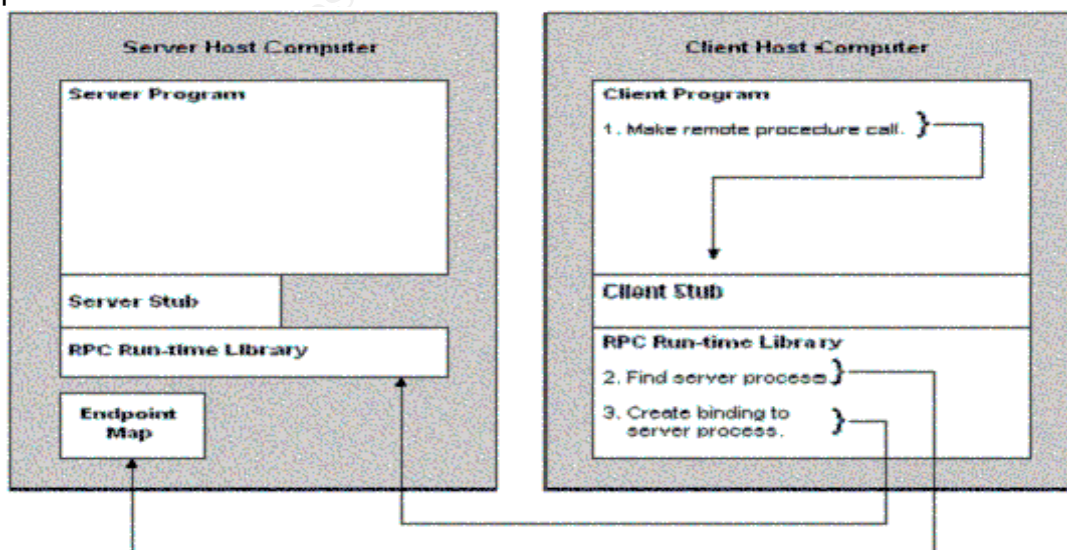 Server Host Computer
Server Program
Server Stub
RPC Run-time Library
Endpoint
Map
Client Host Computer
Client Program
1. Make remote procedure call.
Client Stub
RPC Run-time Library
2. Find server process
3. Create binding to
server process.